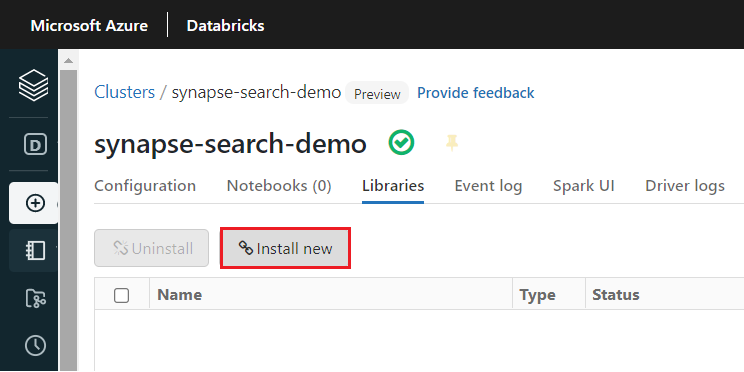 Microsoft Azure Databricks
Clusters / synapse-search-demo Preview Provide feedback
D
synapse-search-demo
Configuration Notebooks (0) Libraries Event log Spark UI Driver logs
Uninstall Install new
Name Type Status